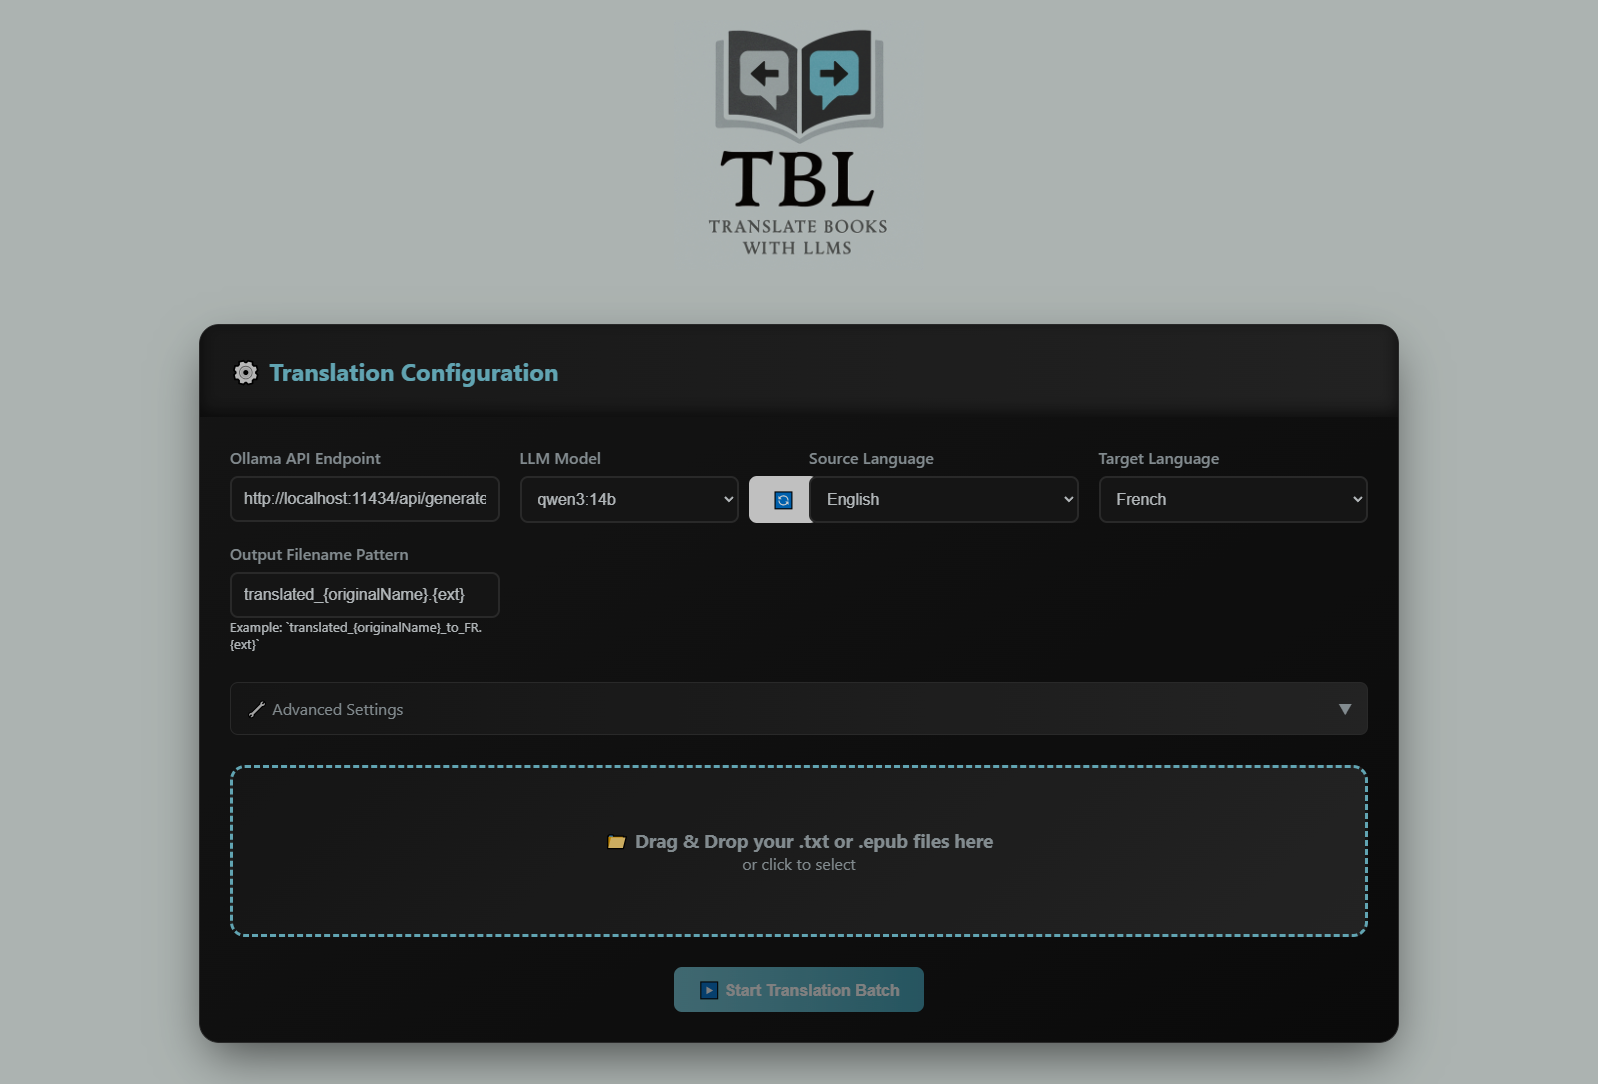 TBL
TRANSLATE BOOKS
WITH LLMS
Translation Configuration
Ollama API Endpoint
http://localhost:11434/api/generate
LLM Model
qwen3:14b
Source Language
English
Target Language
French
Output Filename Pattern
translated_{originalName}.{ext}
Example: `translated_{originalName}_to_FR.
{ext}`
Advanced Settings
Drag & Drop your .txt or .epub files here
or click to select
Start Translation Batch